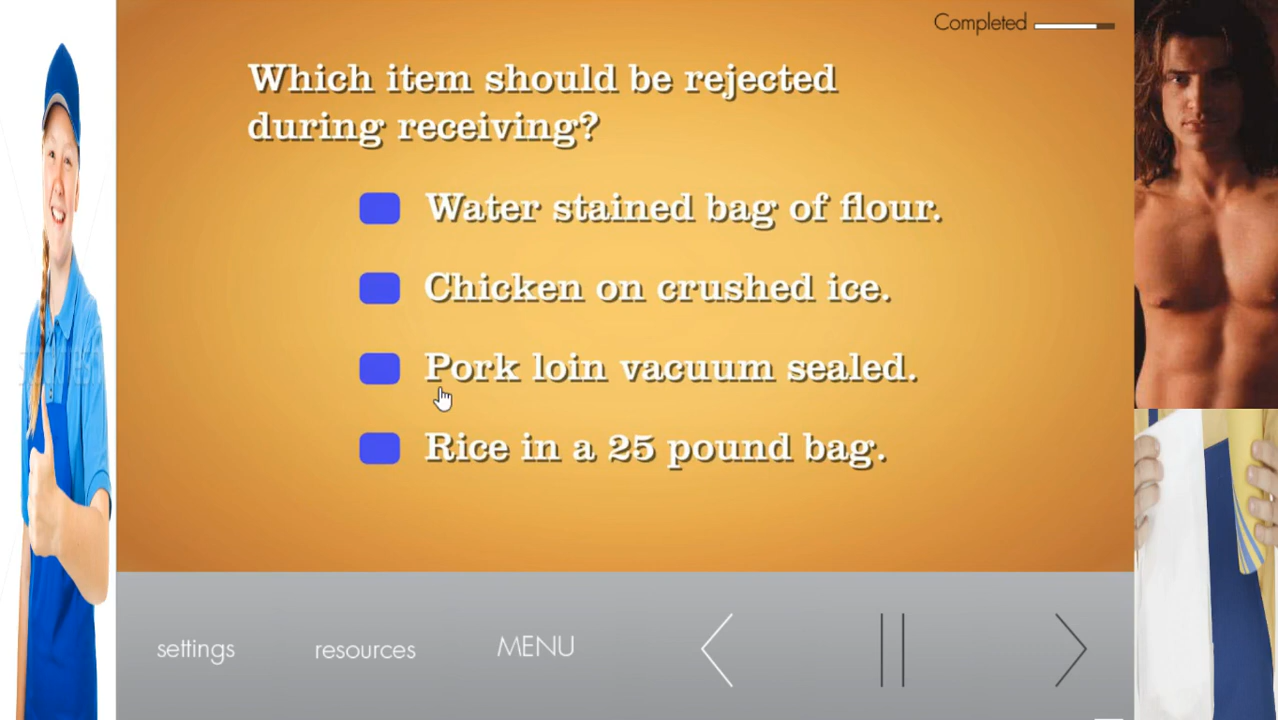 Completed
Which item should be rejected
during receiving?
Water stained bag of flour.
Chicken on crushed ice.
Pork loin vacuum sealed.
Rice in a 25 pound bag.
settings
resources
MENU